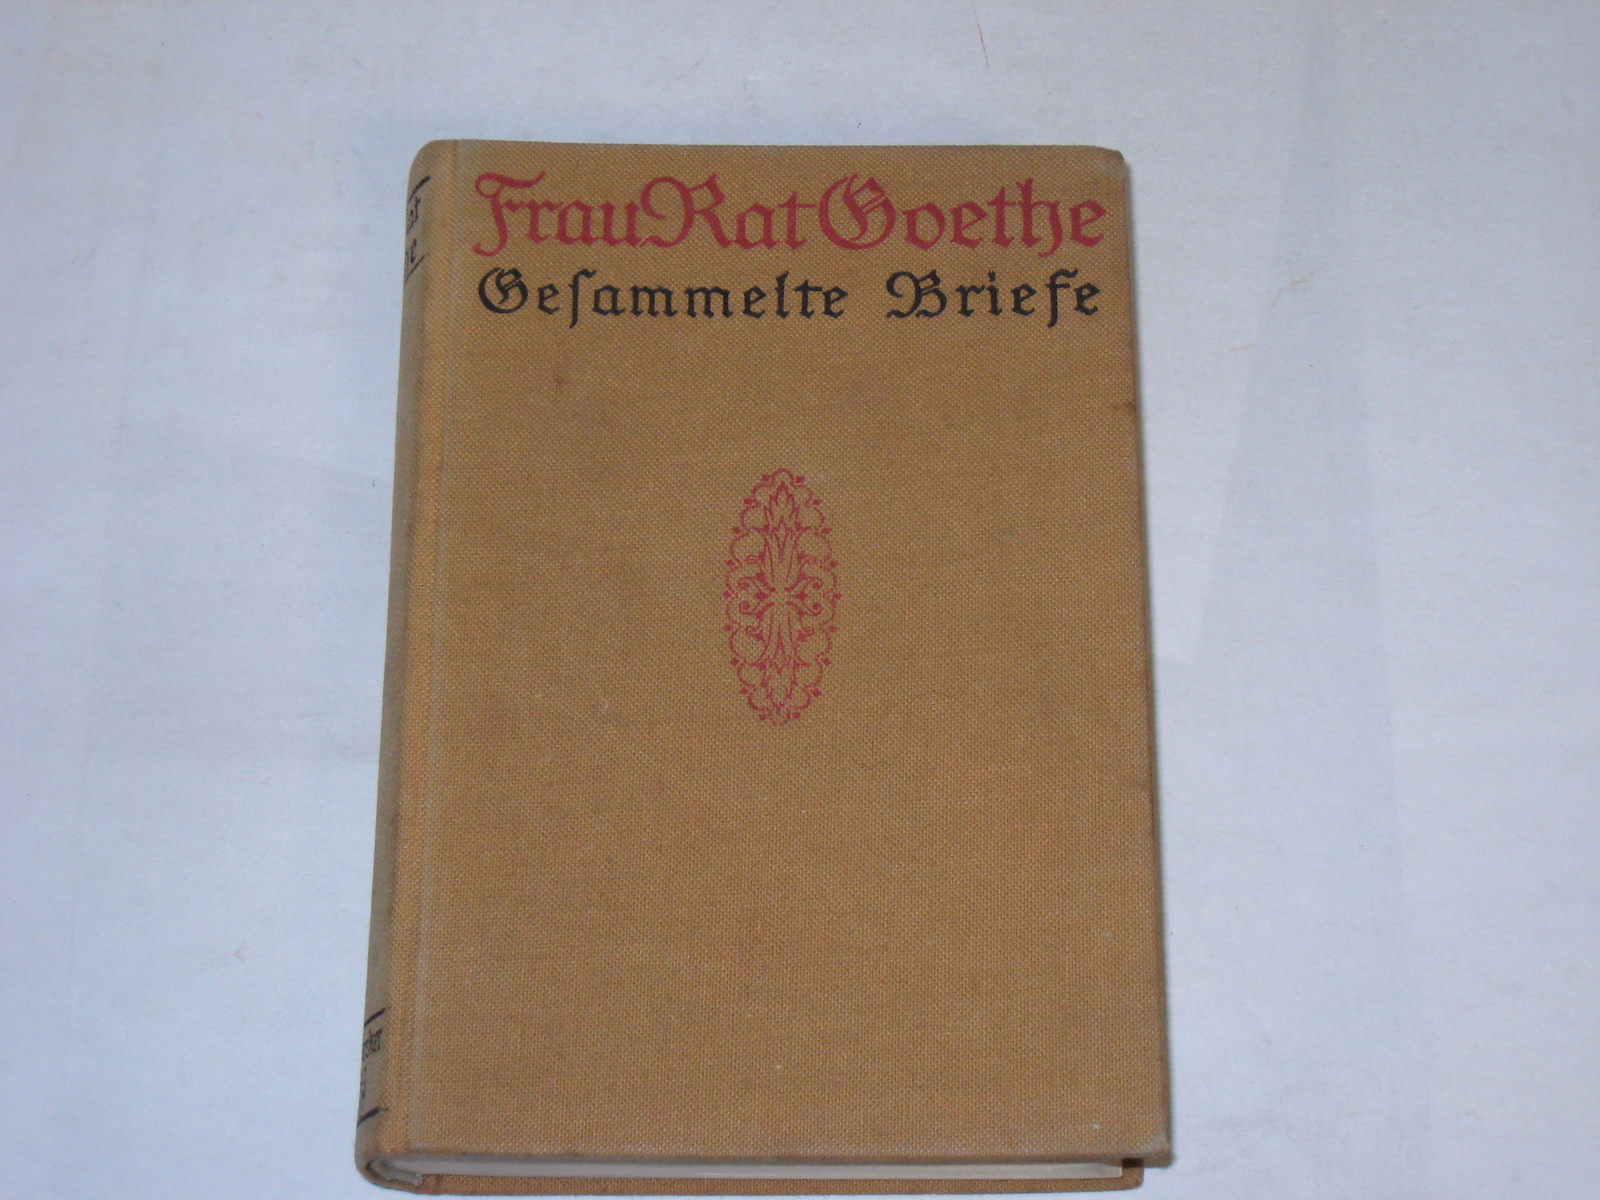 Frau Rat Goethe
Geſammelte Briefe